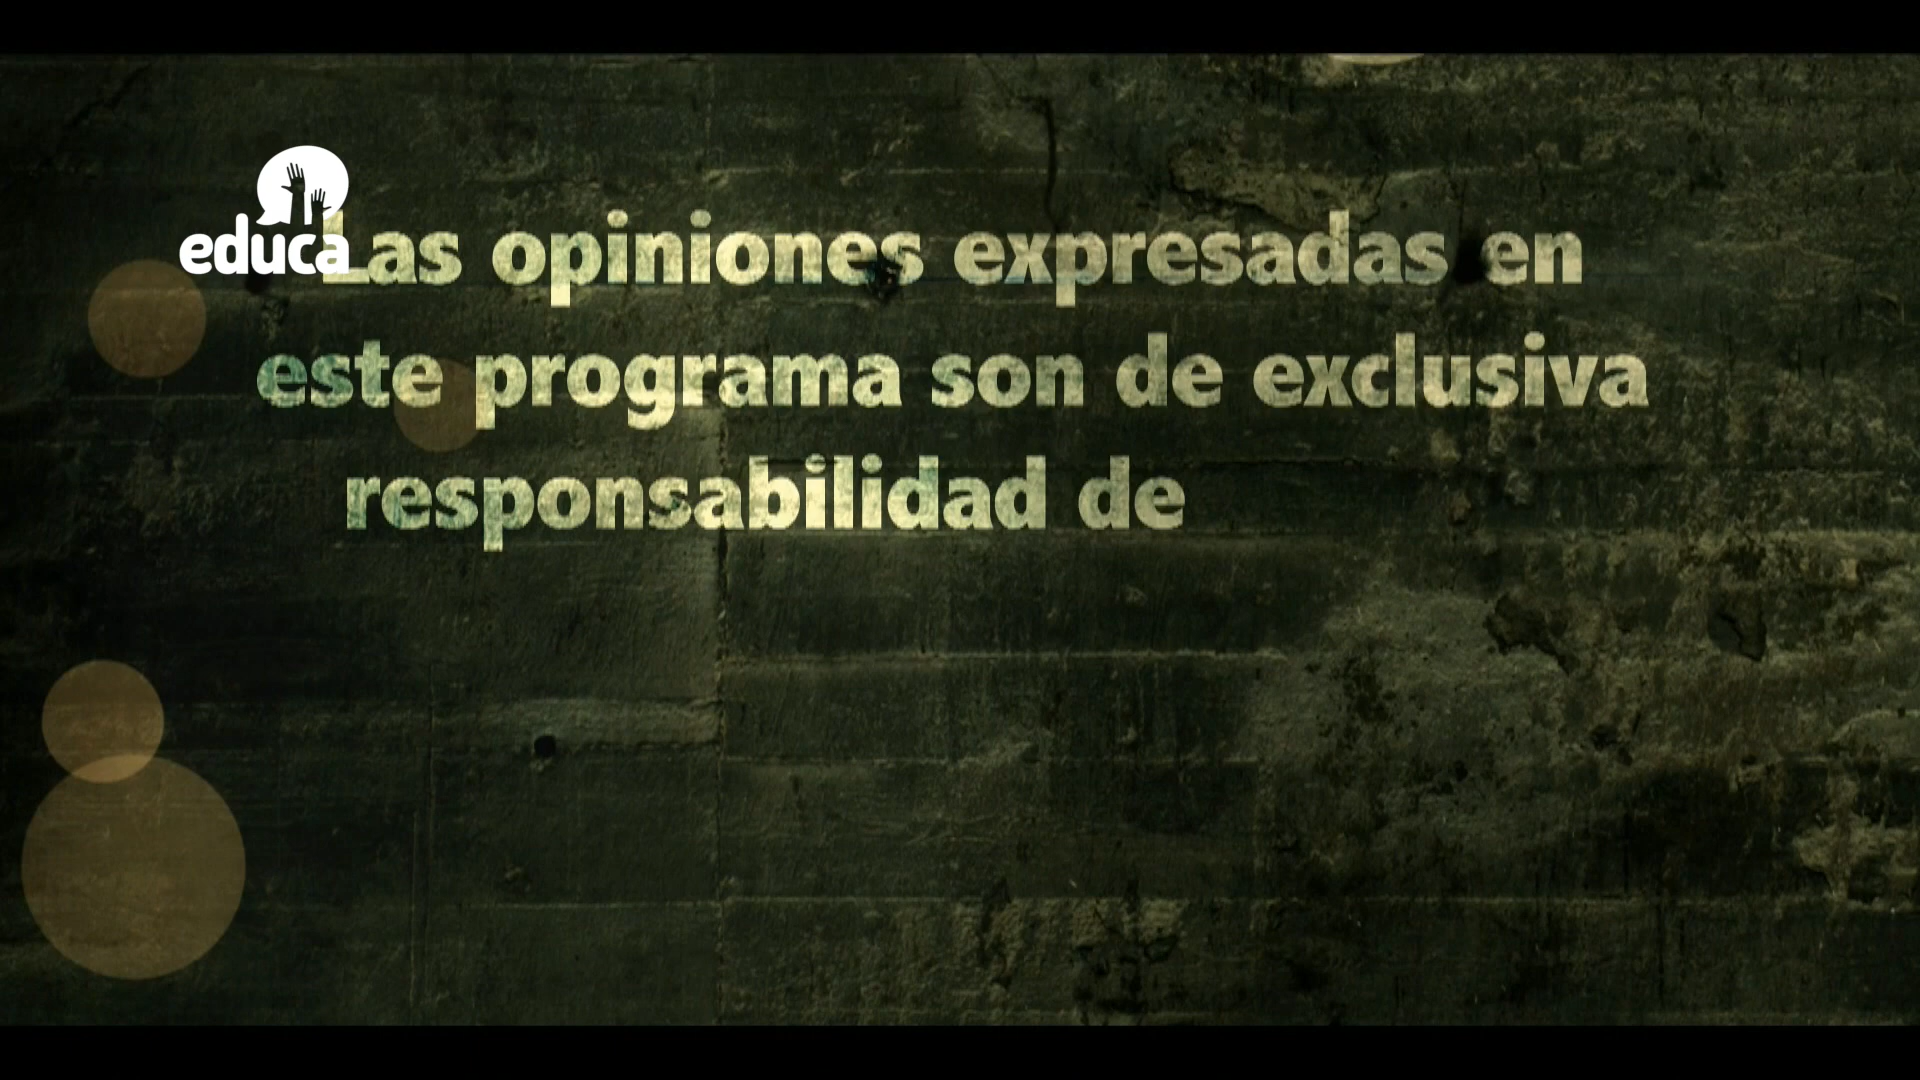 educa
Las opiniones expresadas en
este programa son de exclusiva
responsabilidad de